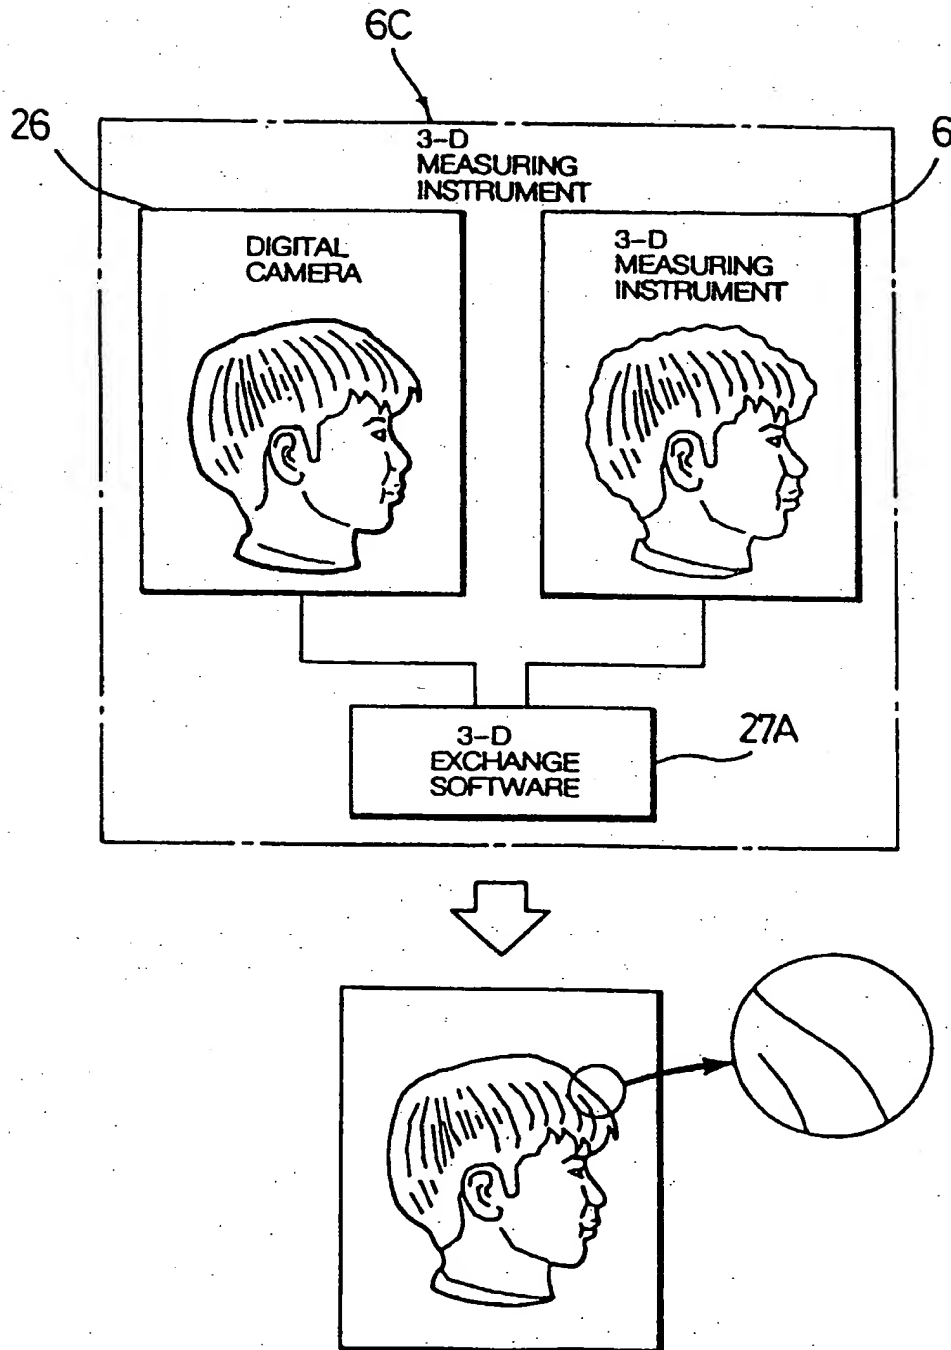 6C
26
6
3-D
MEASURING
INSTRUMENT
DIGITAL
CAMERA
3-D
MEASURING
INSTRUMENT
3-D
EXCHANGE
SOFTWARE
27A